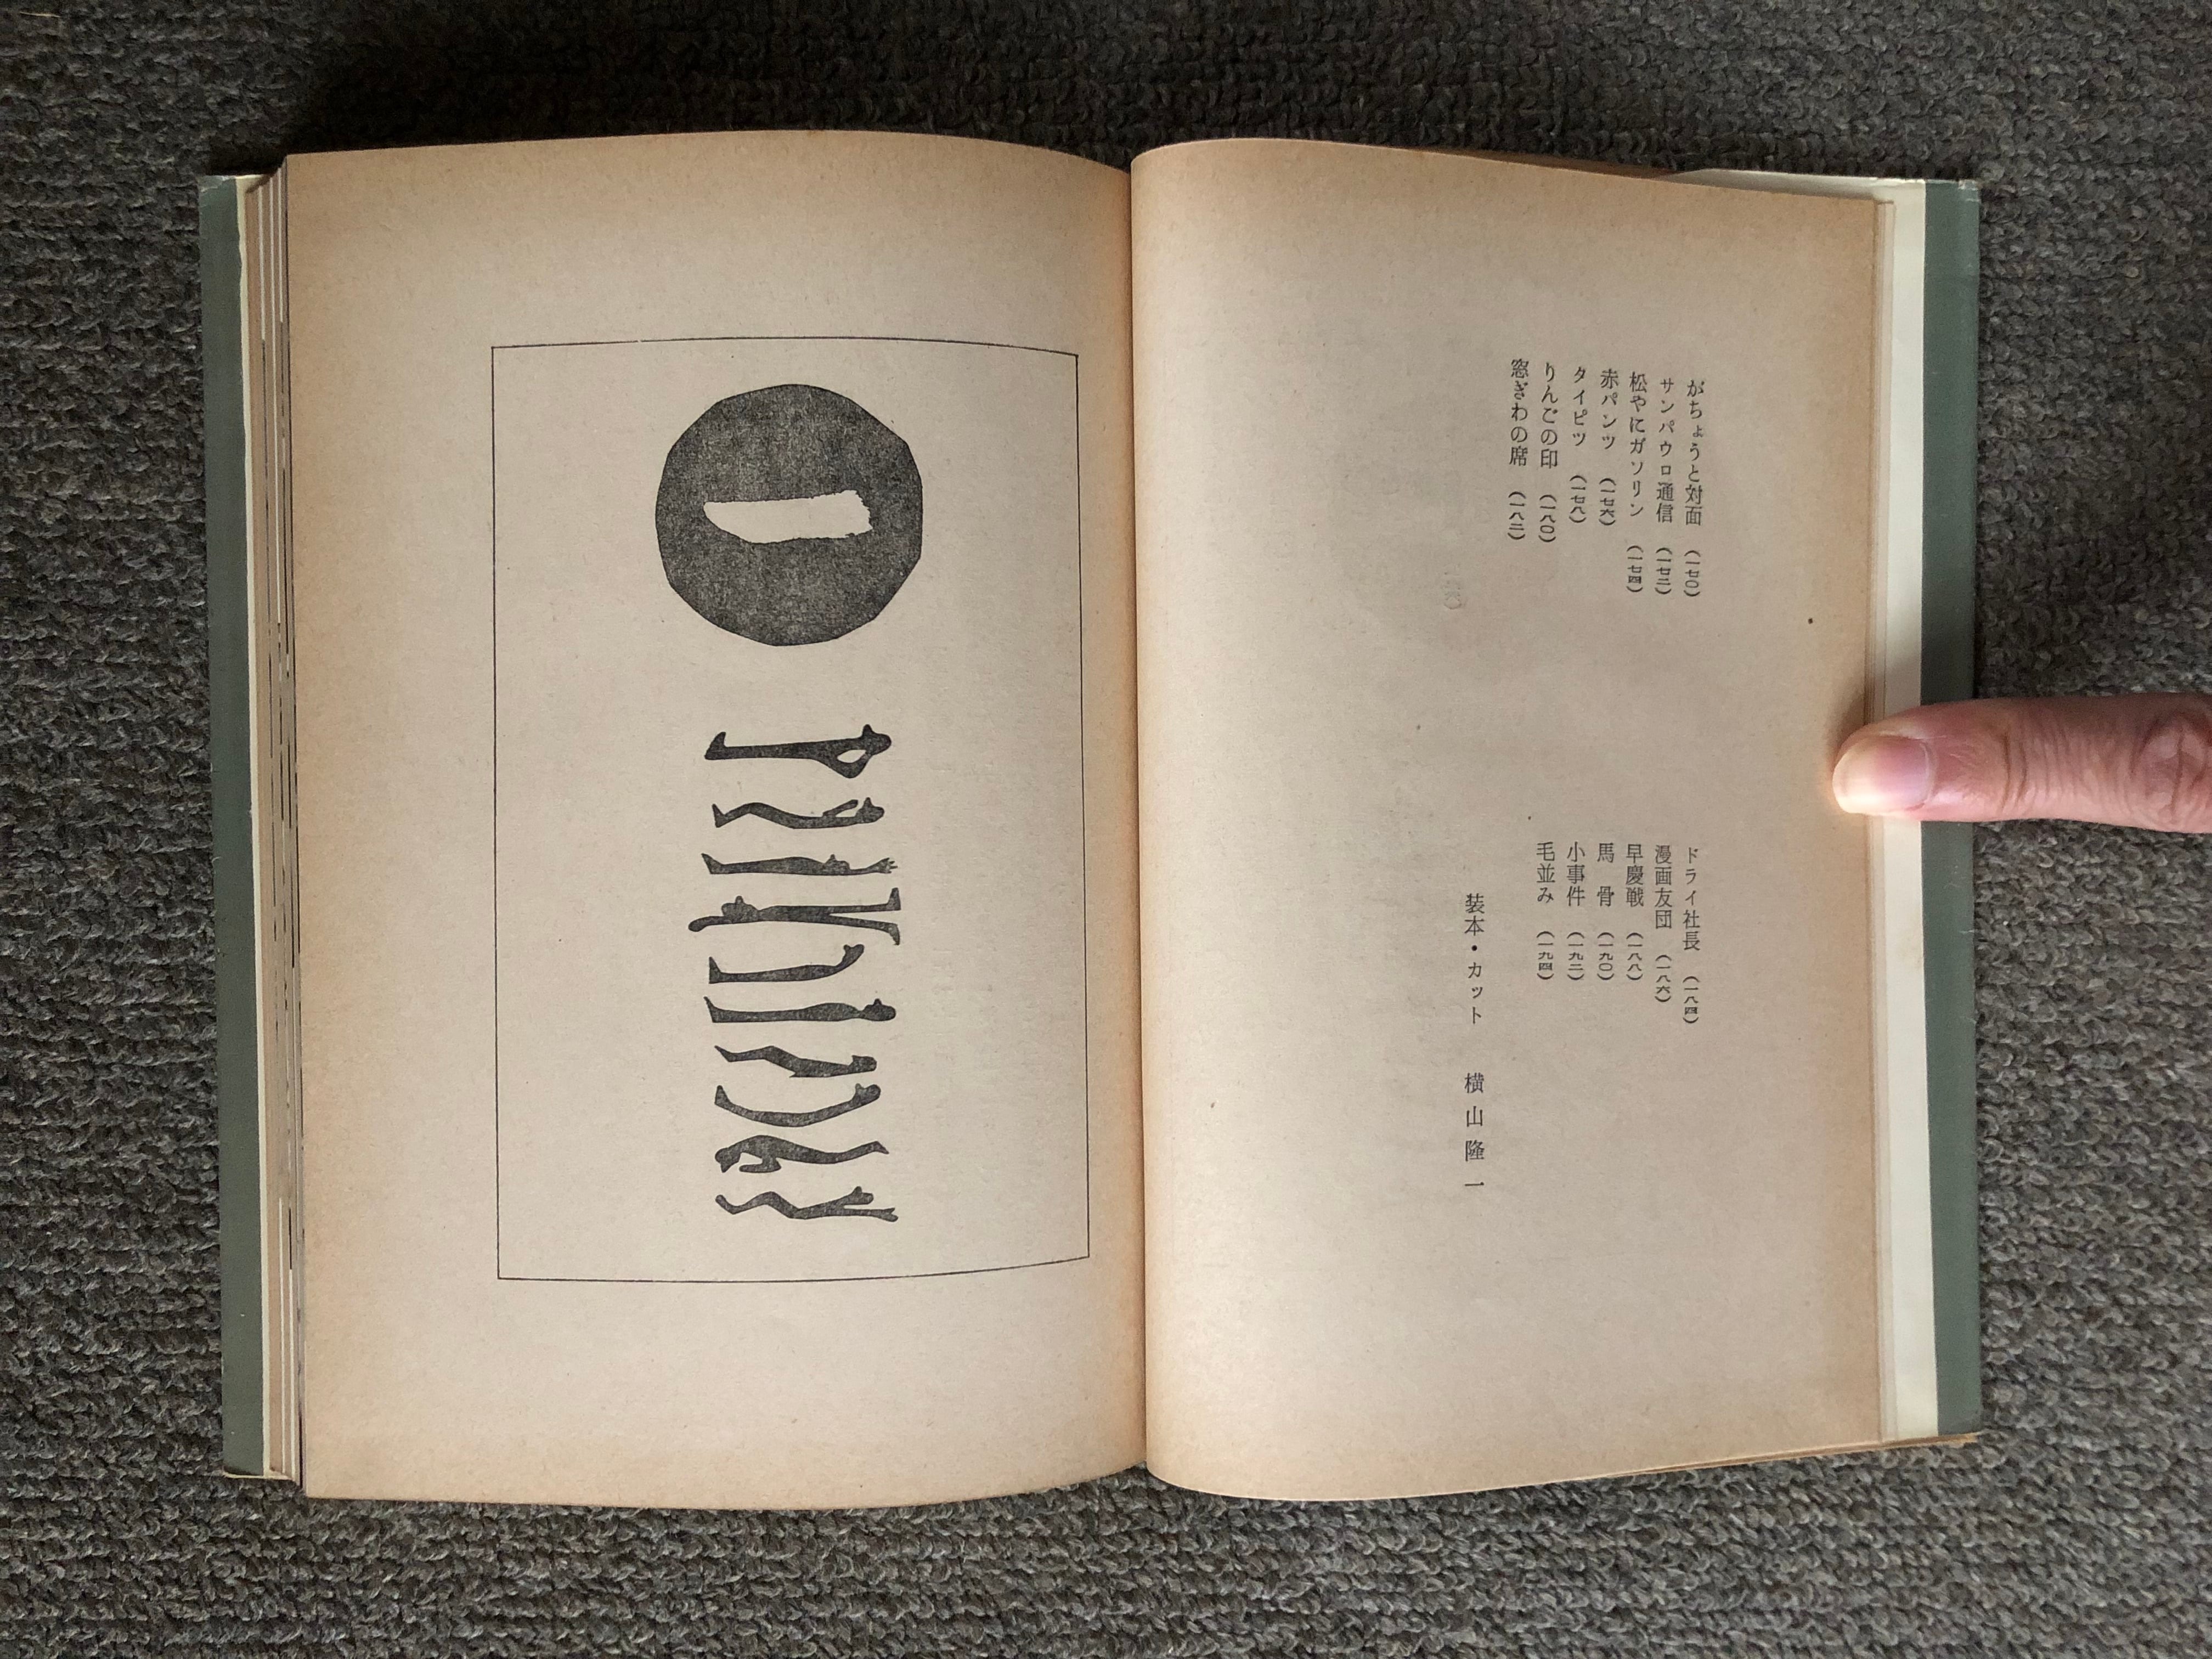 がちょうと対面 (一七〇)
サンパウロ通信 (一七二)
松やにガソリン (一七四)
赤パンツ (一七六)
タイピツ (一七八)
りんごの印 (一八〇)
窓ぎわの席 (一八二)
ドライ社長 (一八四)
漫画友団 (一八六)
早慶戦 (一八八)
馬骨 (一九〇)
小事件 (一九二)
毛並み (一九四)
装本・カット 横山隆一